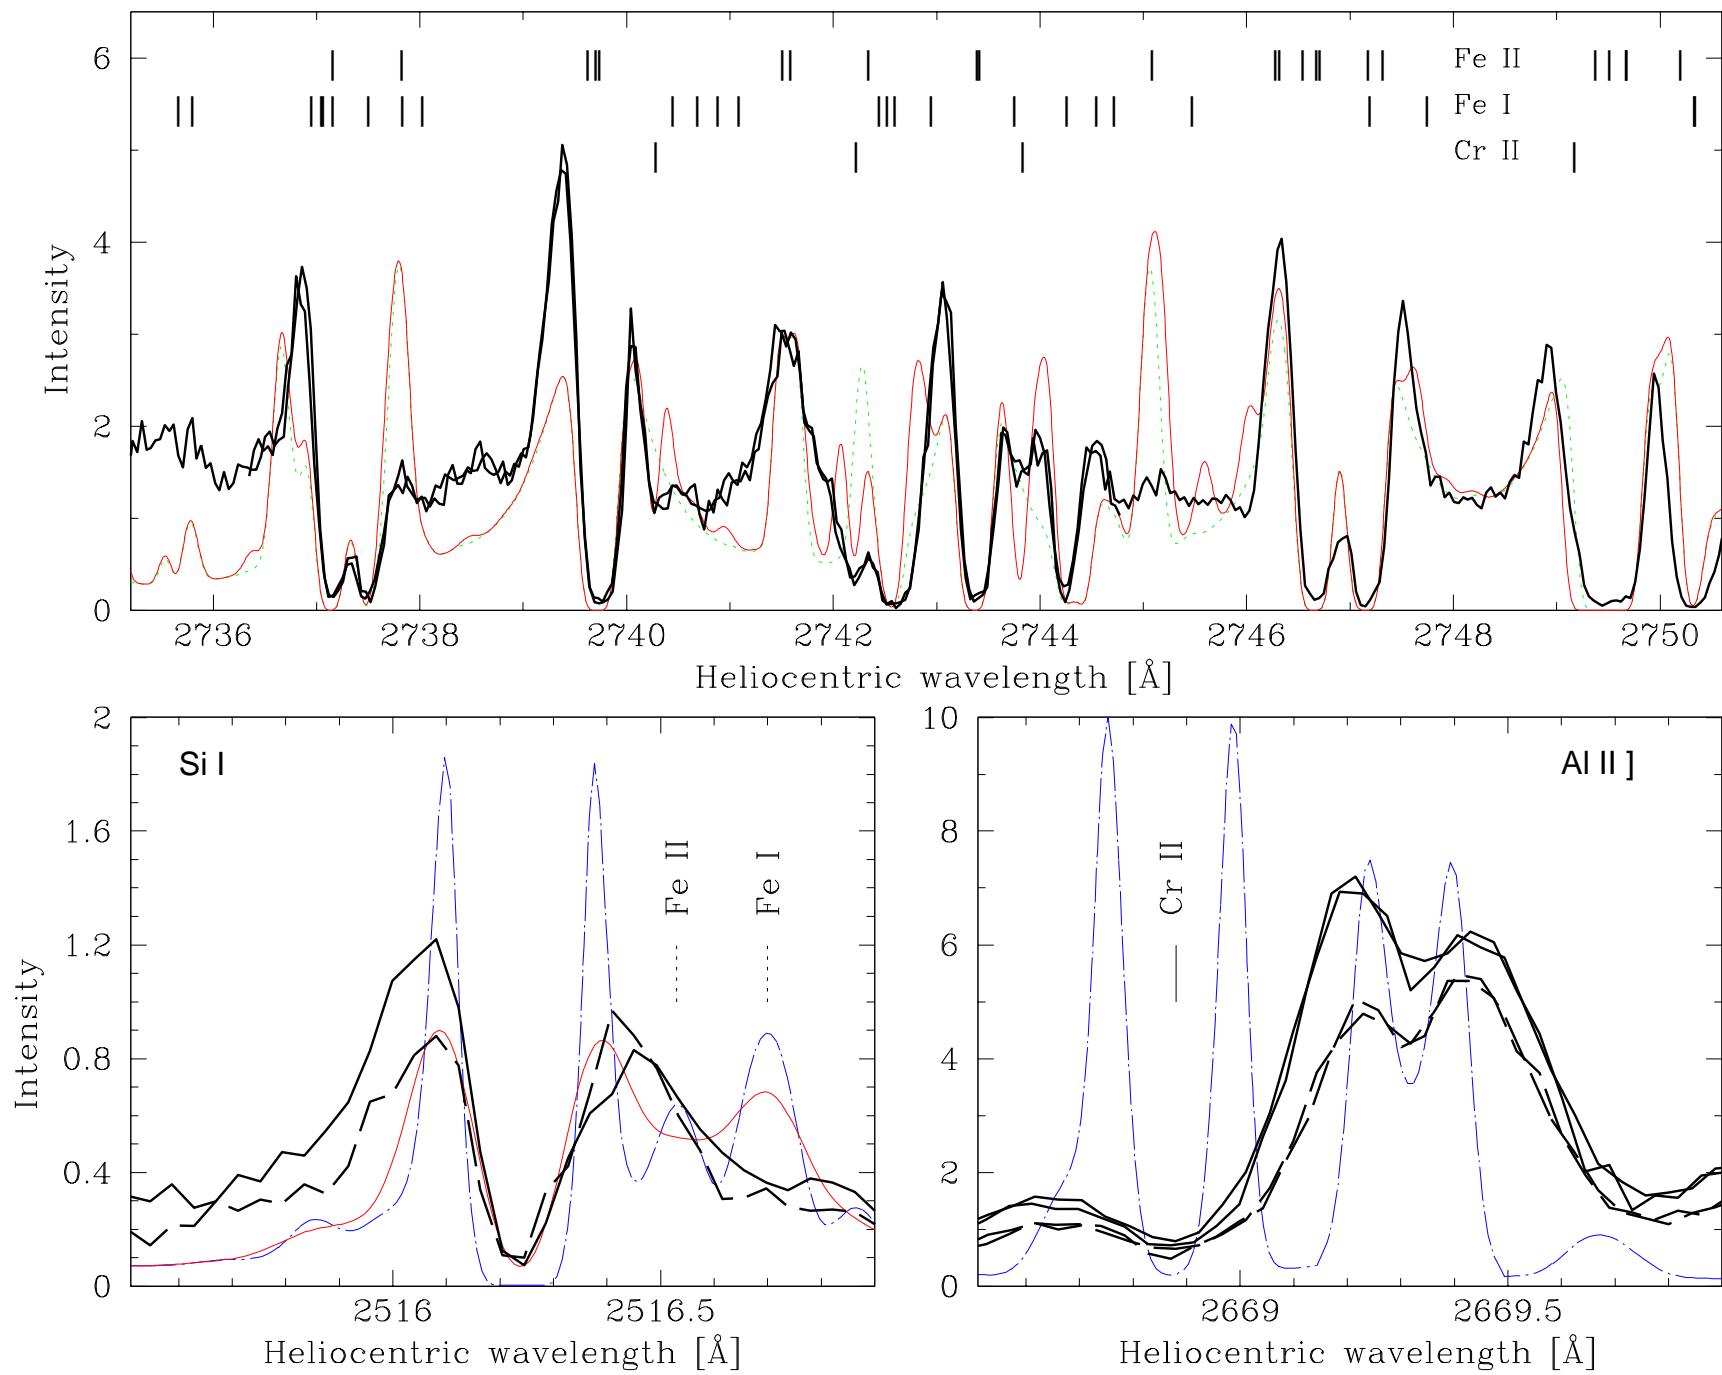 6
4
2
0
Intensity
Fe II
Fe I
Cr II
2736 2738 2740 2742 2744 2746 2748 2750
Heliocentric wavelength [Å]
2
1.6
1.2
0.8
0.4
0
Intensity
Si I
Fe II
Fe I
2516 2516.5
Heliocentric wavelength [Å]
10
8
6
4
2
0
Al II ]
Cr II
2669 2669.5
Heliocentric wavelength [Å]